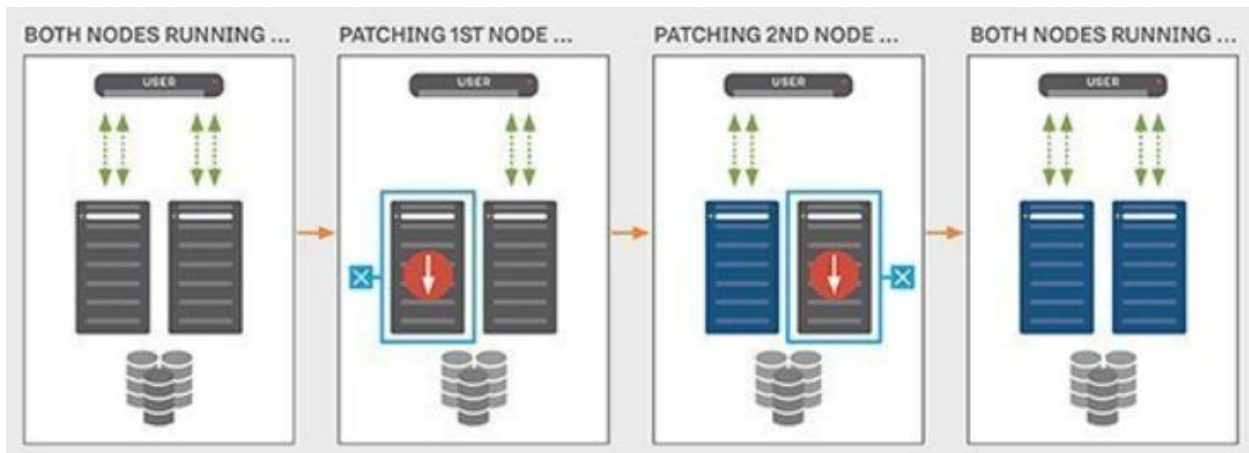 BOTH NODES RUNNING ...
PATCHING 1ST NODE ...
PATCHING 2ND NODE ...
BOTH NODES RUNNING ...
USER
USER
USER
USER